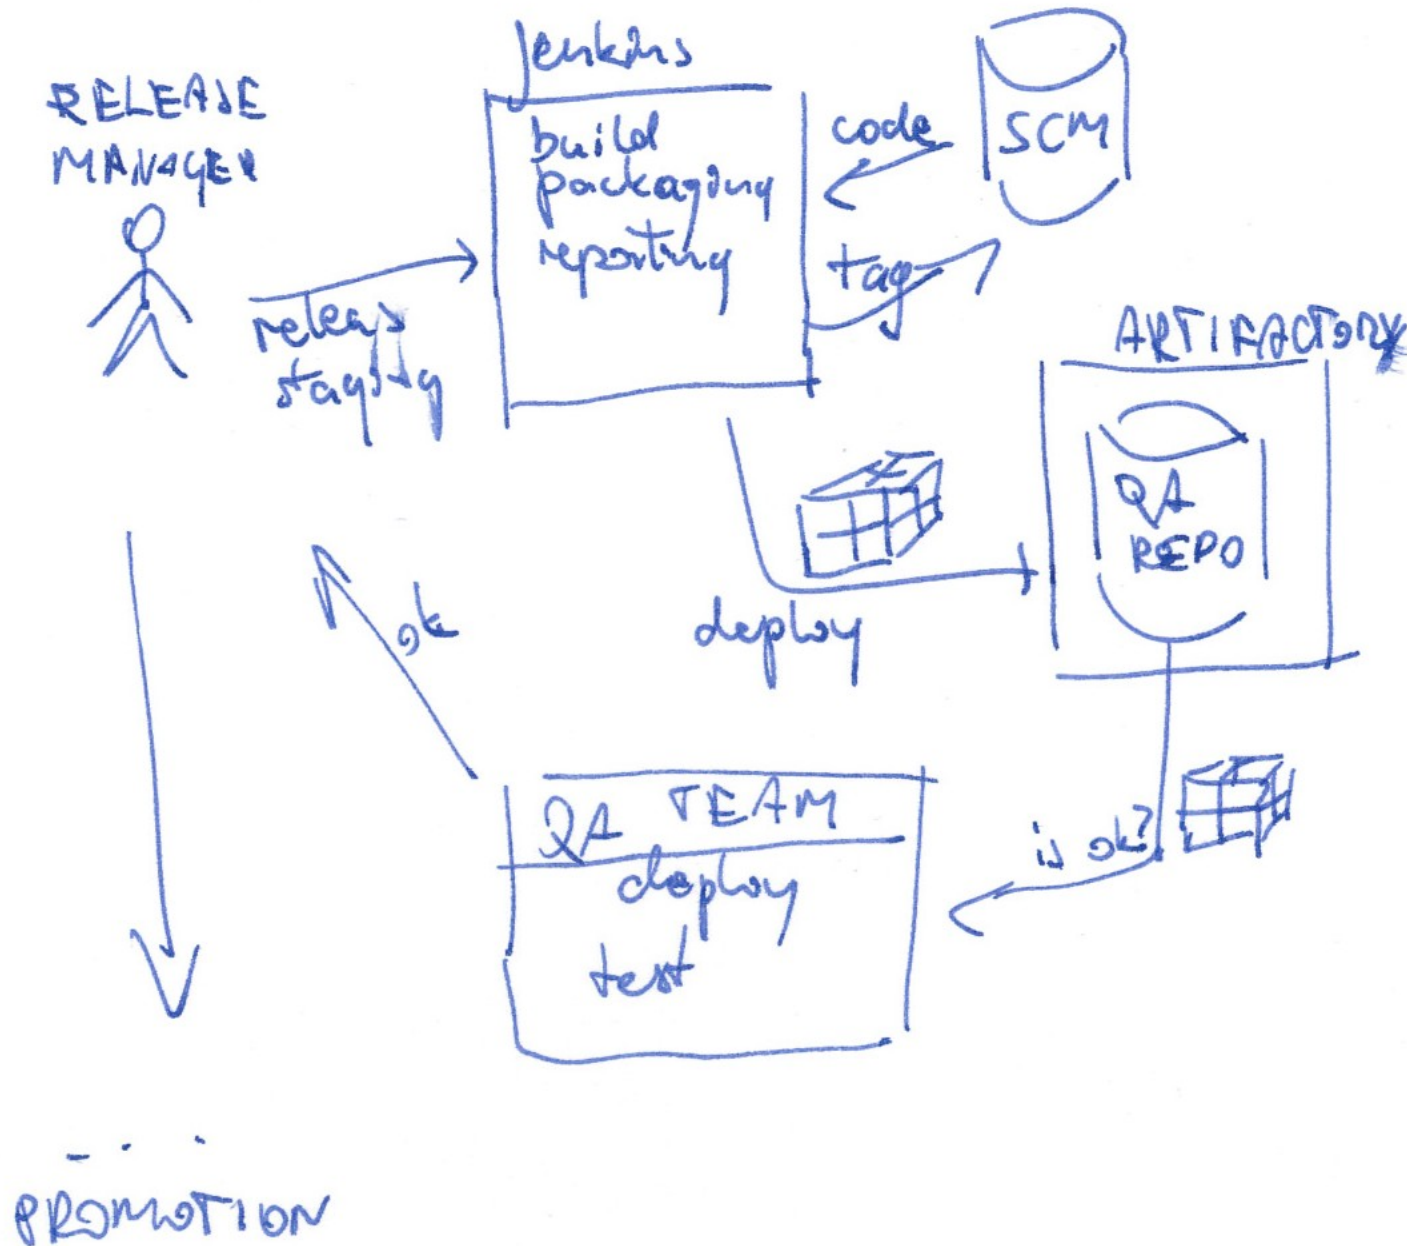 Jenkins
RELEASE
MANAGER
build
packaging
reporting
code
SCM
tag
releas
staging
ARTIFACTORY
QA
REPO
deploy
ok
QA TEAM
deploy
test
is ok?
PROMOTION